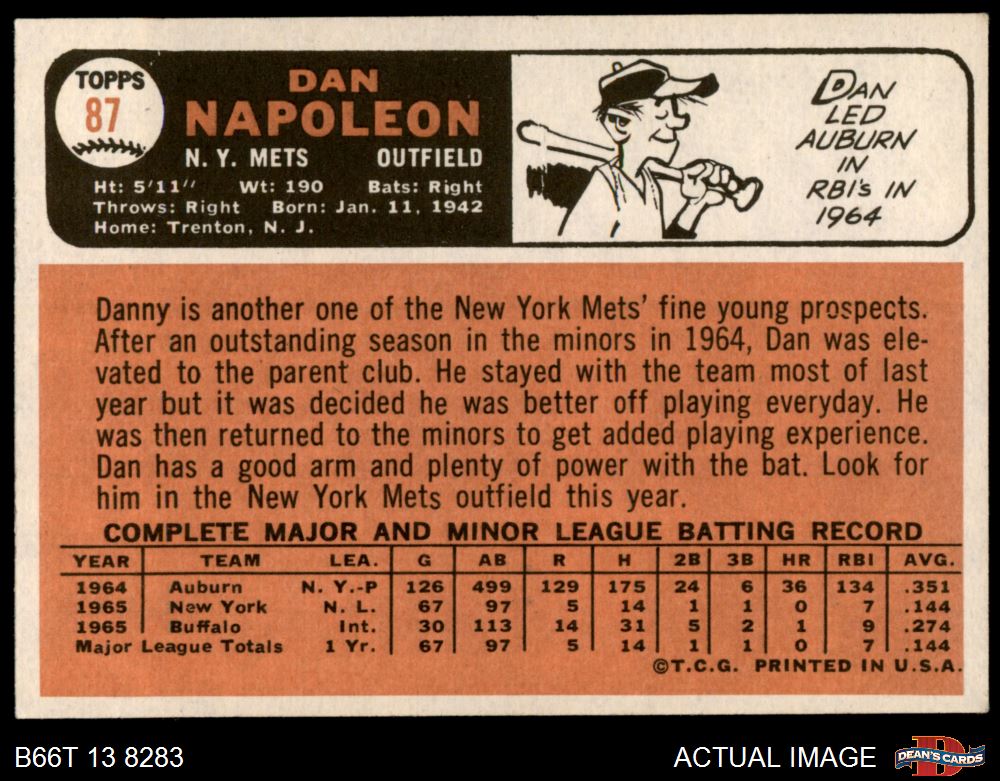 TOPPS
87
DAN
NAPOLEON
N. Y. METS OUTFIELD
Ht: 5'11" Wt: 190 Bats: Right
Throws: Right Born: Jan. 11, 1942
Home: Trenton, N. J.
DAN
LED
AUBURN
IN
RBI's IN
1964
Danny is another one of the New York Mets' fine young prospects.
After an outstanding season in the minors in 1964, Dan was ele-
vated to the parent club. He stayed with the team most of last
year but it was decided he was better off playing everyday. He
was then returned to the minors to get added playing experience.
Dan has a good arm and plenty of power with the bat. Look for
him in the New York Mets outfield this year.
COMPLETE MAJOR AND MINOR LEAGUE BATTING RECORD
YEAR TEAM LEA. G AB R H 2B 3B HR RBI AVG.
1964 Auburn N. Y.-P 126 499 129 175 24 6 36 134 .351
1965 New York N. L. 67 97 5 14 1 1 0 7 .144
1965 Buffalo Int. 30 113 14 31 5 2 1 9 .274
Major League Totals 1 Yr. 67 97 5 14 1 1 0 7 .144
©T.C.G. PRINTED IN U.S.A.
B66T 13 8283 ACTUAL IMAGE
DEAN'S CARDS